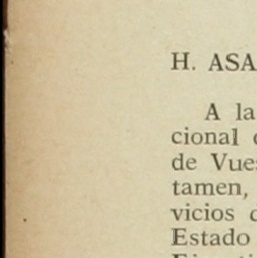 H. ASA
A la
cional
de Vue
tamen,
vicios
Estado